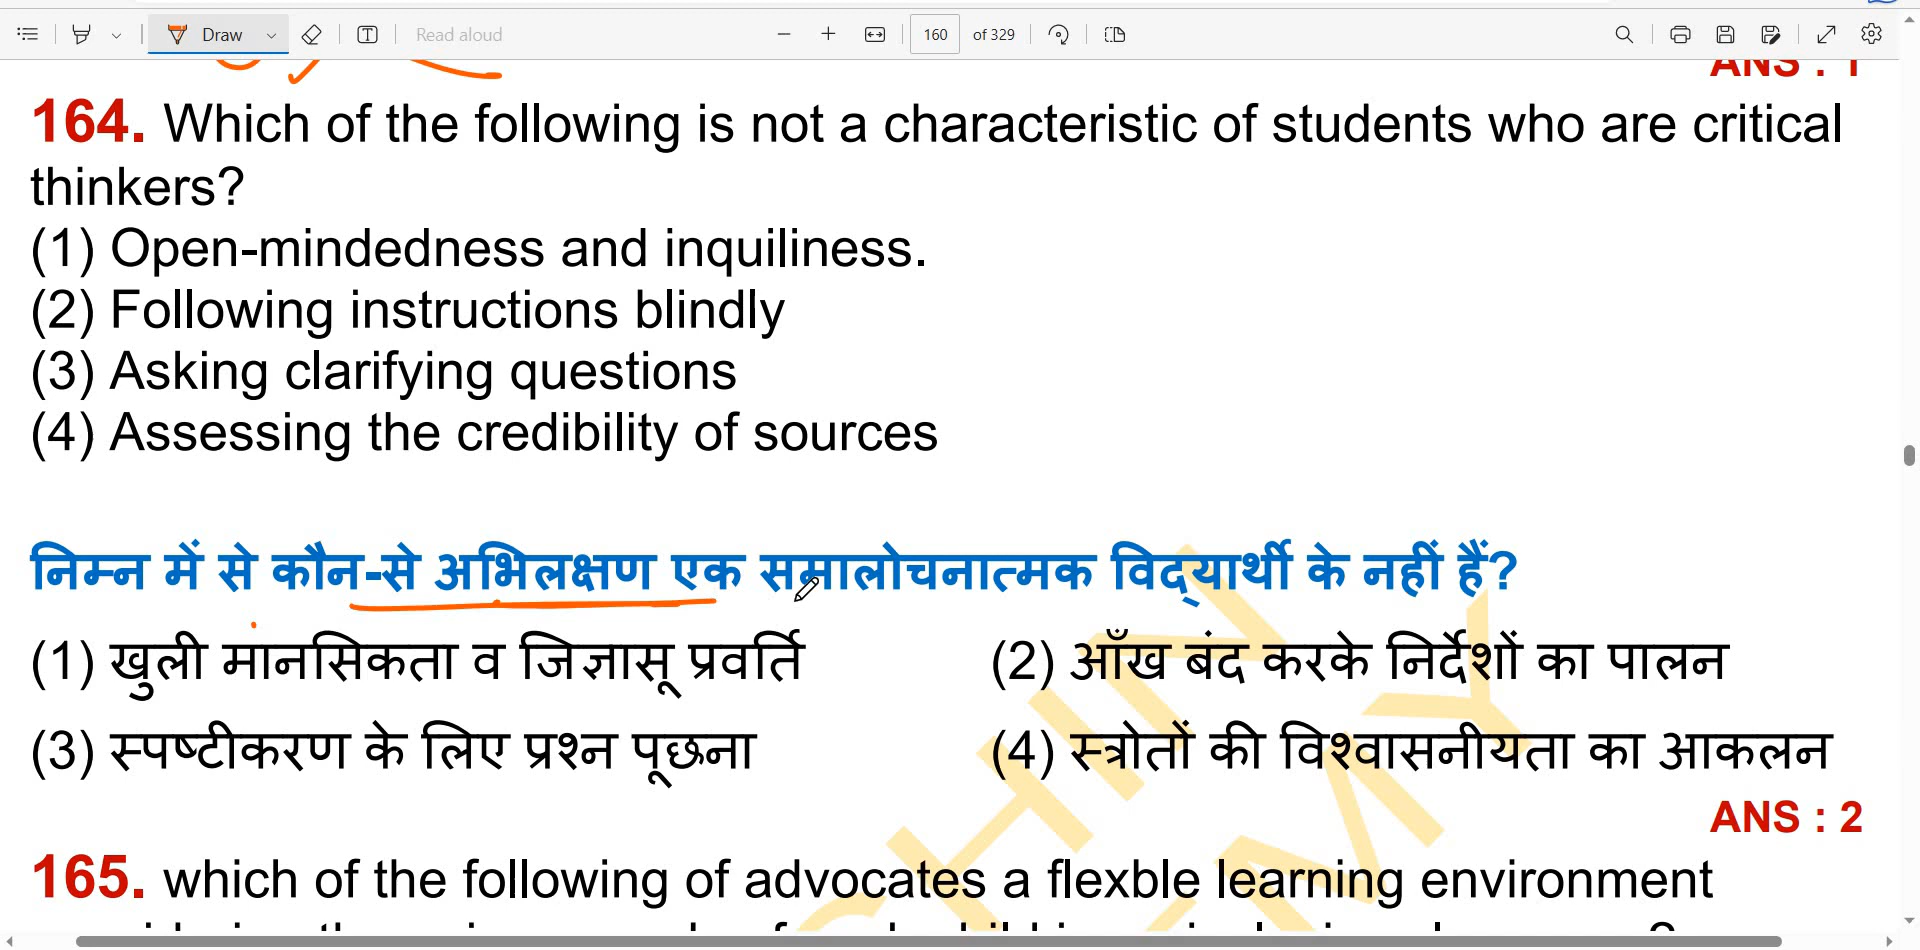 Draw
Read aloud
160 of 329
ANS : 1
164. Which of the following is not a characteristic of students who are critical
thinkers?
(1) Open-mindedness and inquiliness.
(2) Following instructions blindly
(3) Asking clarifying questions
(4) Assessing the credibility of sources
निम्न में से कौन-से अभिलक्षण एक समालोचनात्मक विद्यार्थी के नहीं हैं?
(1) खुली मानसिकता व जिज्ञासू प्रवर्ति (2) आँख बंद करके निर्देशों का पालन
(3) स्पष्टीकरण के लिए प्रश्न पूछना (4) स्त्रोतों की विश्वासनीयता का आकलन
ANS : 2
165. which of the following of advocates a flexble learning environment